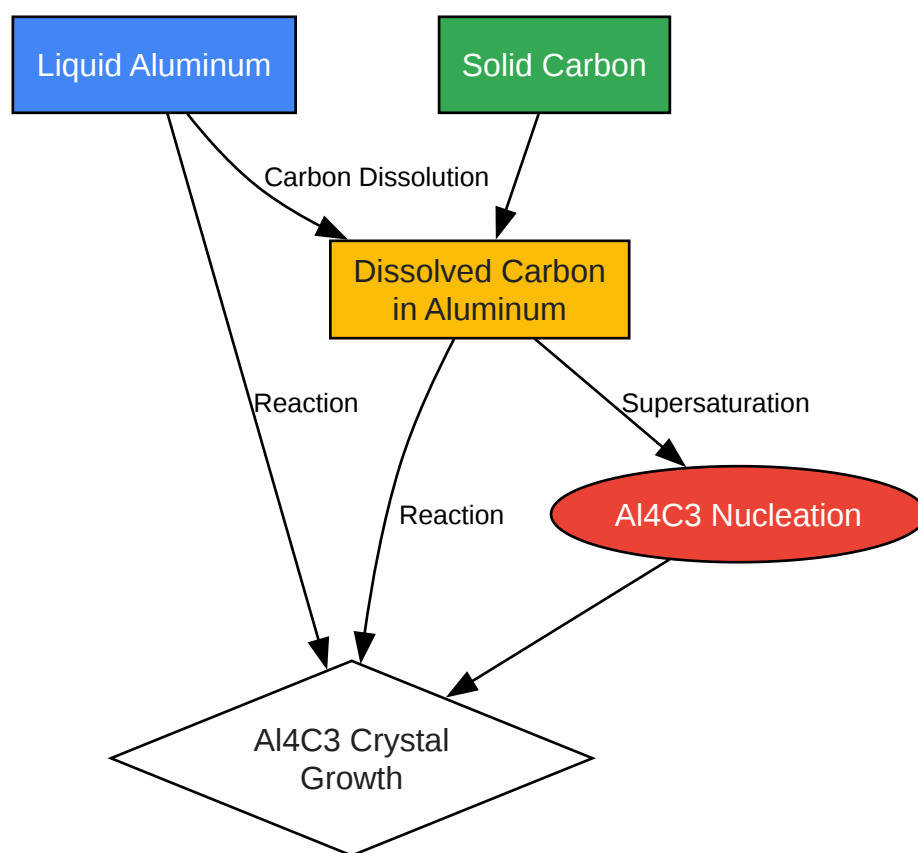 Liquid Aluminum
Solid Carbon
Carbon Dissolution
Dissolved Carbon
in Aluminum
Reaction
Supersaturation
Reaction
Al4C3 Nucleation
Al4C3 Crystal
Growth